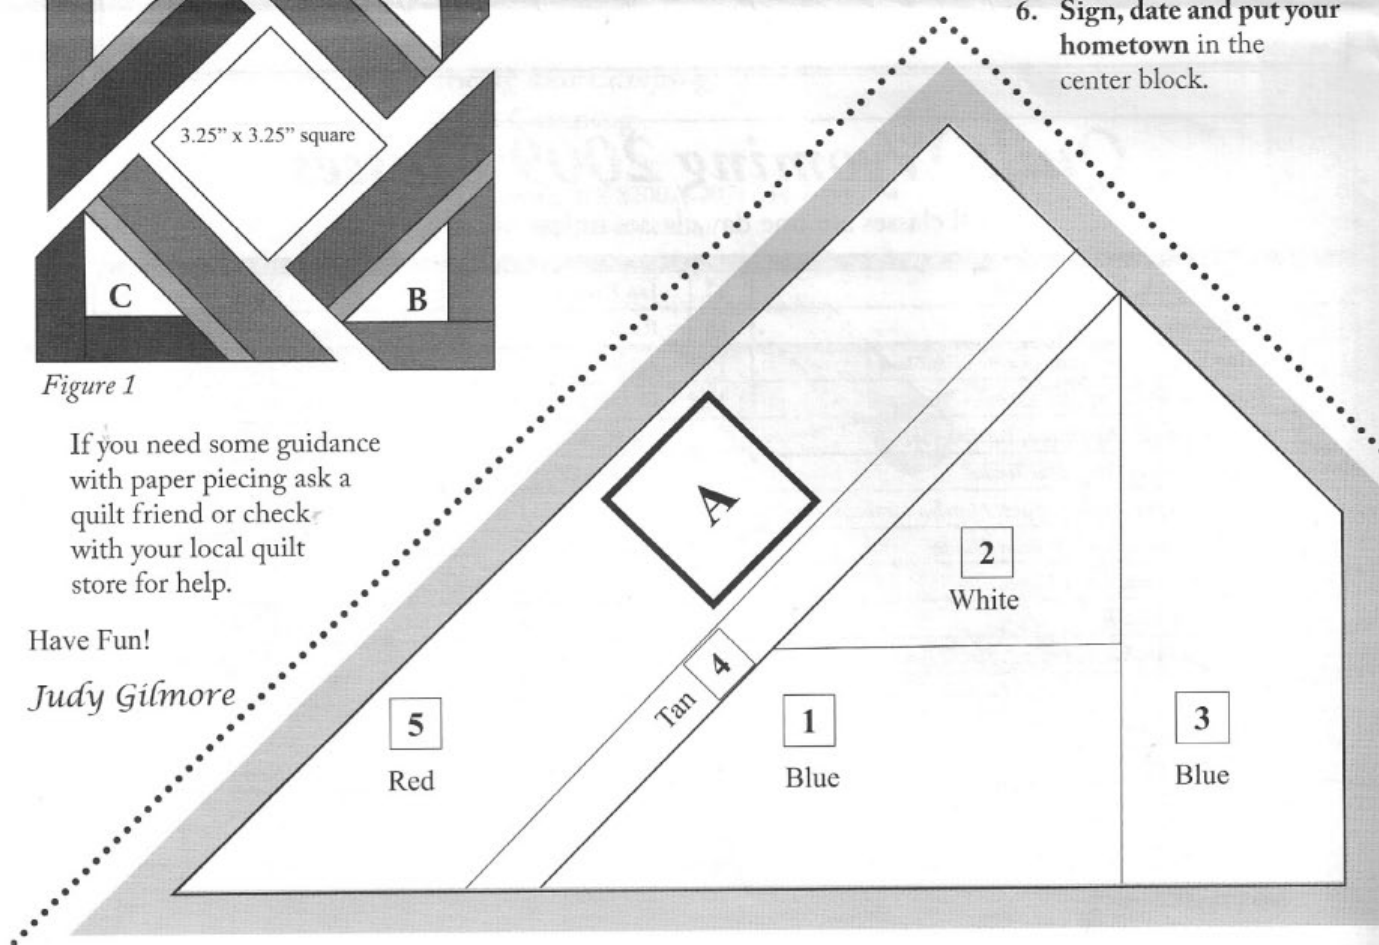 6. Sign, date and put your
hometown in the
center block.
3.25” x 3.25” square
C
B
Figure 1
If you need some guidance
with paper piecing ask a
quilt friend or check
with your local quilt
store for help.
Have Fun!
Judy Gilmore
A
2
White
4
Tan
5
Red
1
Blue
3
Blue